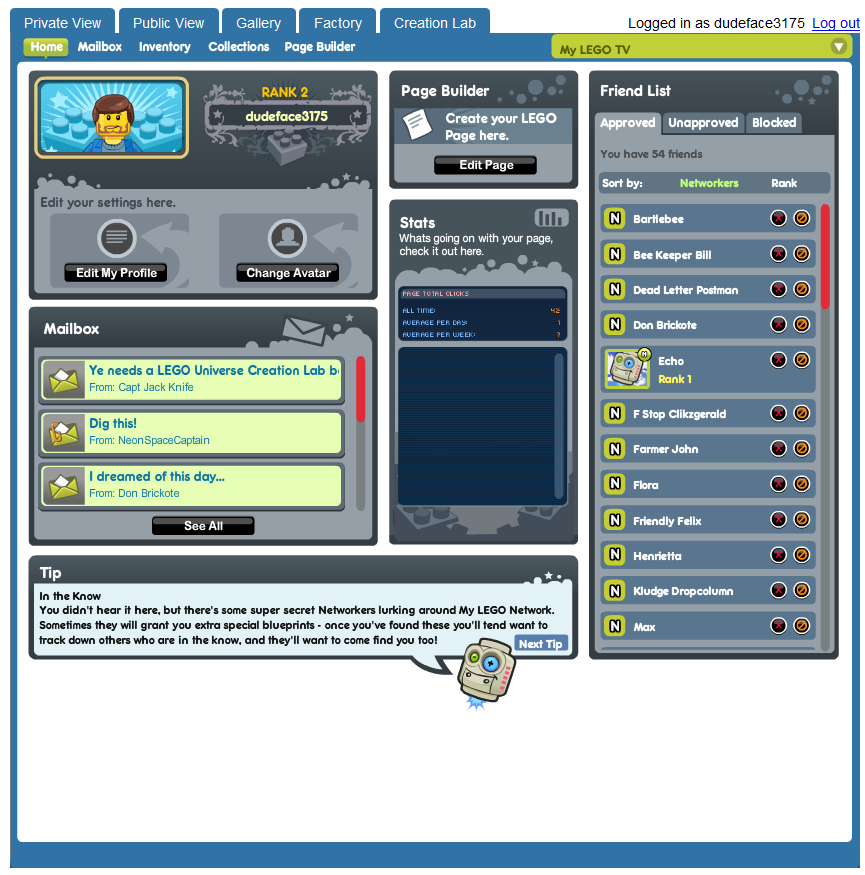 Private View
Public View
Gallery
Factory
Creation Lab
Logged in as dudeface3175 Log out
Home
Mailbox
Inventory
Collections
Page Builder
My LEGO TV
RANK 2
dudeface3175
Edit your settings here.
Edit My Profile
Change Avatar
Mailbox
Ye needs a LEGO Universe Creation Lab
From: Capt Jack Knife
Dig this!
From: NeonSpaceCaptain
I dreamed of this day...
From: Don Brickote
See All
Page Builder
Create your LEGO
Page here.
Edit Page
Stats
Whats going on with your page,
check it out here.
PAGE TOTAL CLICKS
ALL TIME: 42
AVERAGE PER DAY: 1
AVERAGE PER WEEK: 7
Tip
In the Know
You didn't hear it here, but there's some super secret Networkers lurking around My LEGO Network.
Sometimes they will grant you extra special blueprints - once you've found these you'll tend want to
track down others who are in the know, and they'll want to come find you too!
Next Tip
Friend List
Approved
Unapproved
Blocked
You have 54 friends
Sort by: Networkers Rank
N Bartlebee
N Bee Keeper Bill
N Dead Letter Postman
N Don Brickote
Echo
Rank 1
N F Stop Clikzgerald
N Farmer John
N Flora
N Friendly Felix
N Henrietta
N Kludge Dropcolumn
N Max